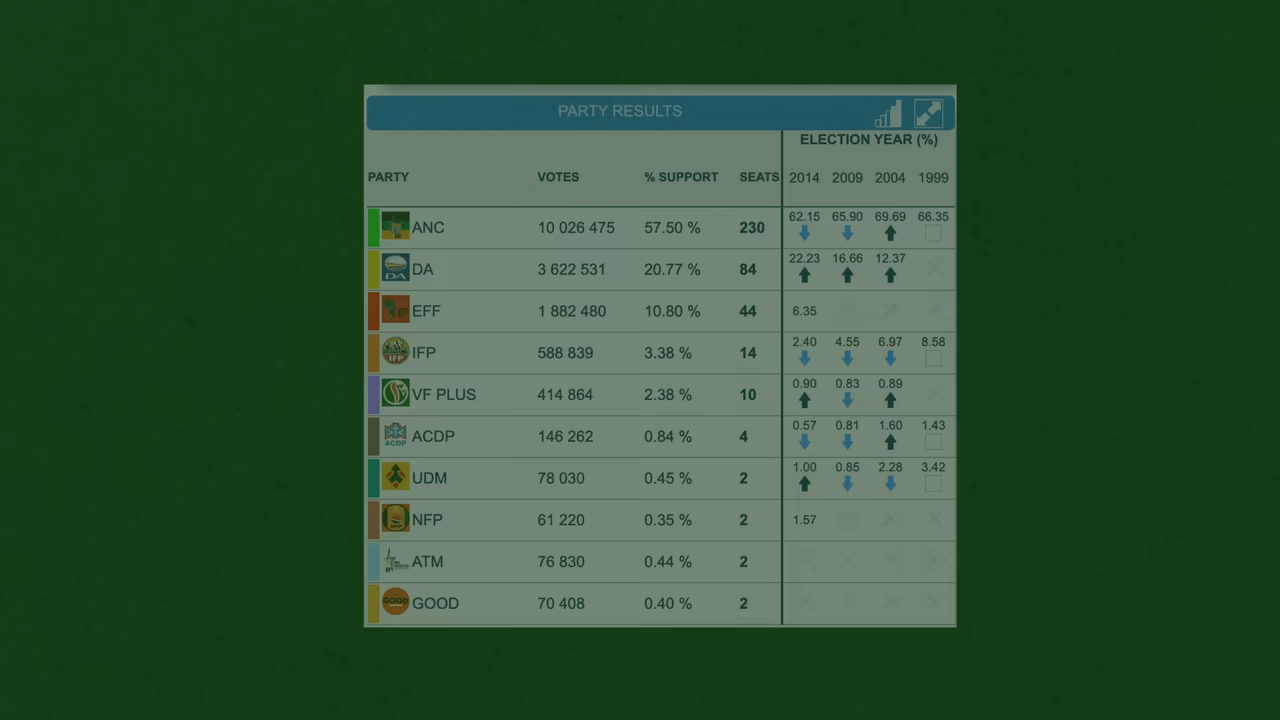 PARTY RESULTS
ELECTION YEAR (%)
PARTY VOTES % SUPPORT SEATS 2014 2009 2004 1999
ANC 10 026 475 57.50 % 230 62.15 65.90 69.69 66.35
DA DA 3 622 531 20.77 % 84 22.23 16.66 12.37
EFF 1 882 480 10.80 % 44 6.35
IFP IFP 588 839 3.38 % 14 2.40 4.55 6.97 8.58
VF PLUS 414 864 2.38 % 10 0.90 0.83 0.89
ACDP ACDP 146 262 0.84 % 4 0.57 0.81 1.60 1.43
UDM 78 030 0.45 % 2 1.00 0.85 2.28 3.42
NFP 61 220 0.35 % 2 1.57
ATM 76 830 0.44 % 2
GOOD GOOD 70 408 0.40 % 2